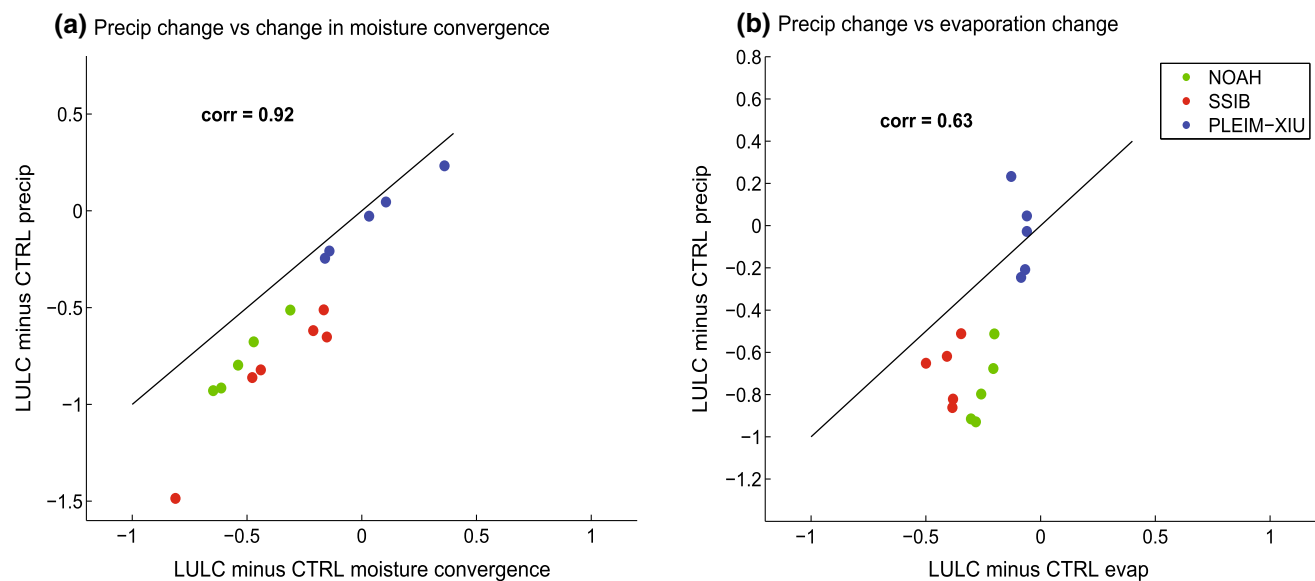 (a) Precip change vs change in moisture convergence
corr = 0.92
0.5
0
−0.5
−1
−1.5
−1
−0.5
0
0.5
1
LULC minus CTRL precip
LULC minus CTRL moisture convergence
(b) Precip change vs evaporation change
NOAH
SSIB
PLEIM−XIU
corr = 0.63
0.8
0.6
0.4
0.2
0
−0.2
−0.4
−0.6
−0.8
−1
−1.2
−1
−0.5
0
0.5
1
LULC minus CTRL precip
LULC minus CTRL evap